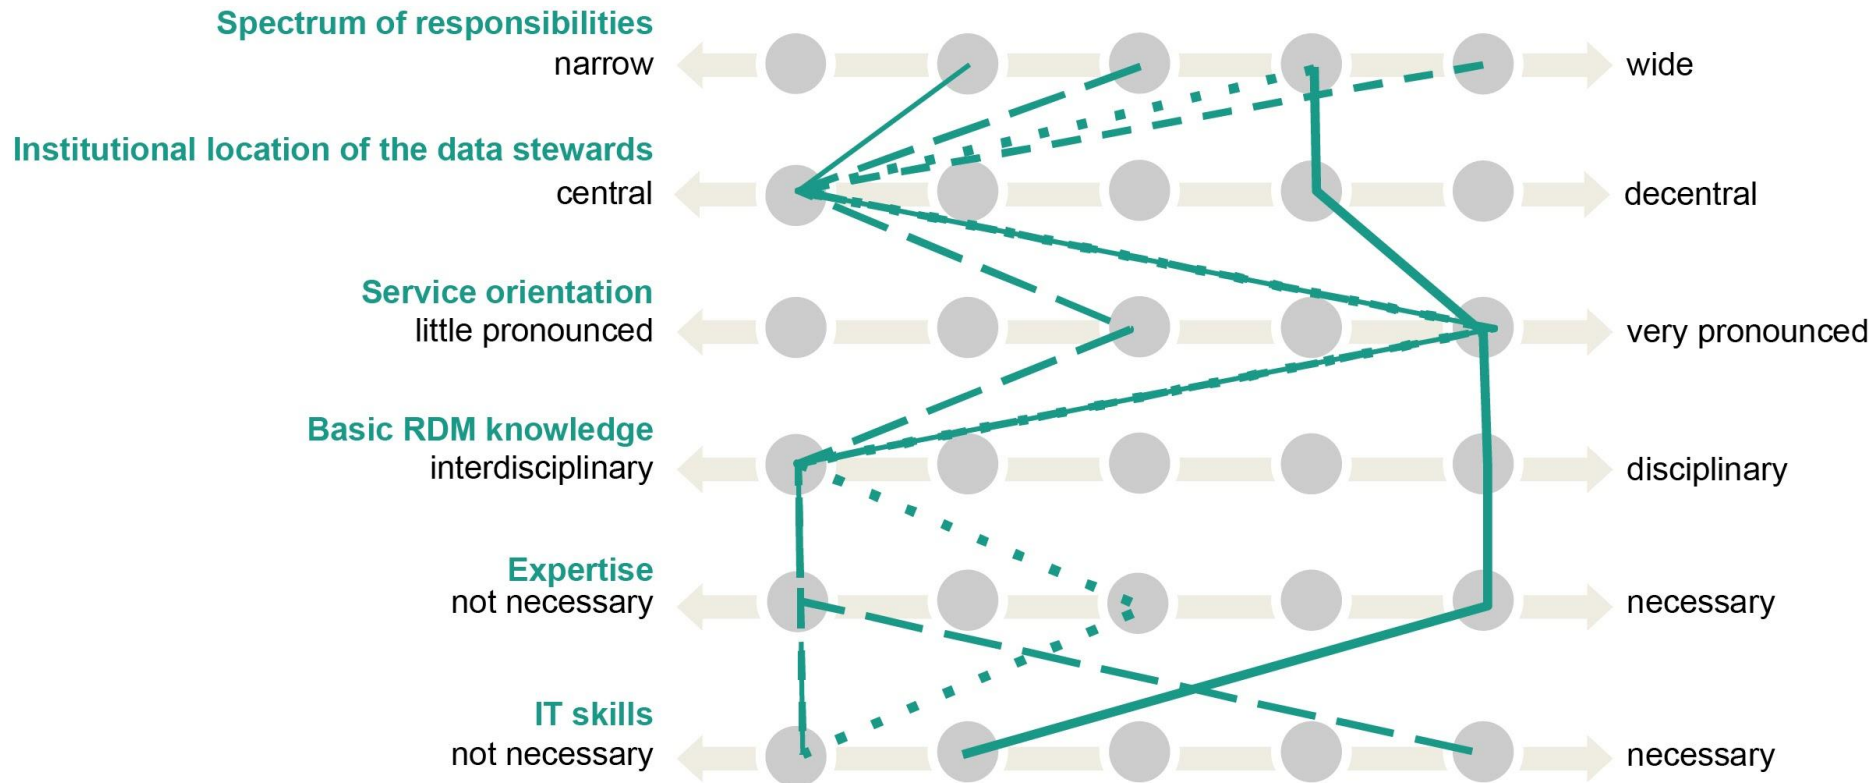 Spectrum of responsibilities
narrow
wide
Institutional location of the data stewards
central
decentral
Service orientation
little pronounced
very pronounced
Basic RDM knowledge
interdisciplinary
disciplinary
Expertise
not necessary
necessary
IT skills
not necessary
necessary